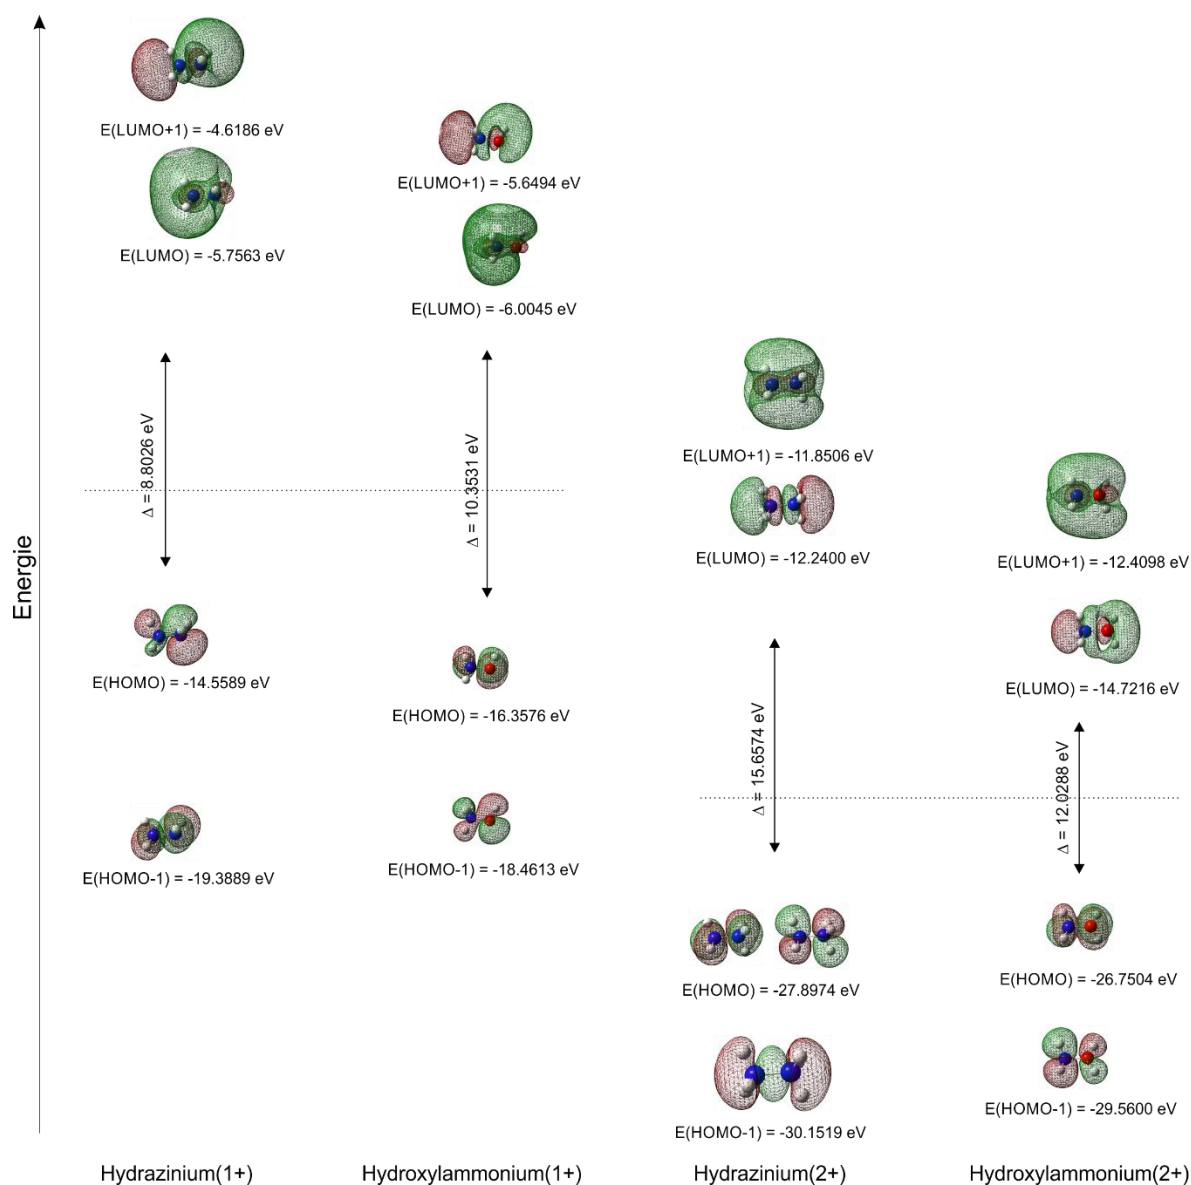 Energie
E(LUMO+1) = -4.6186 eV
E(LUMO) = -5.7563 eV
Δ = 8.8026 eV
E(HOMO) = -14.5589 eV
E(HOMO-1) = -19.3889 eV
Hydrazinium(1+)
E(LUMO+1) = -5.6494 eV
E(LUMO) = -6.0045 eV
Δ = 10.3531 eV
E(HOMO) = -16.3576 eV
E(HOMO-1) = -18.4613 eV
Hydroxylammonium(1+)
E(LUMO+1) = -11.8506 eV
E(LUMO) = -12.2400 eV
Δ = 15.6574 eV
E(HOMO) = -27.8974 eV
E(HOMO-1) = -30.1519 eV
Hydrazinium(2+)
E(LUMO+1) = -12.4098 eV
E(LUMO) = -14.7216 eV
Δ = 12.0288 eV
E(HOMO) = -26.7504 eV
E(HOMO-1) = -29.5600 eV
Hydroxylammonium(2+)